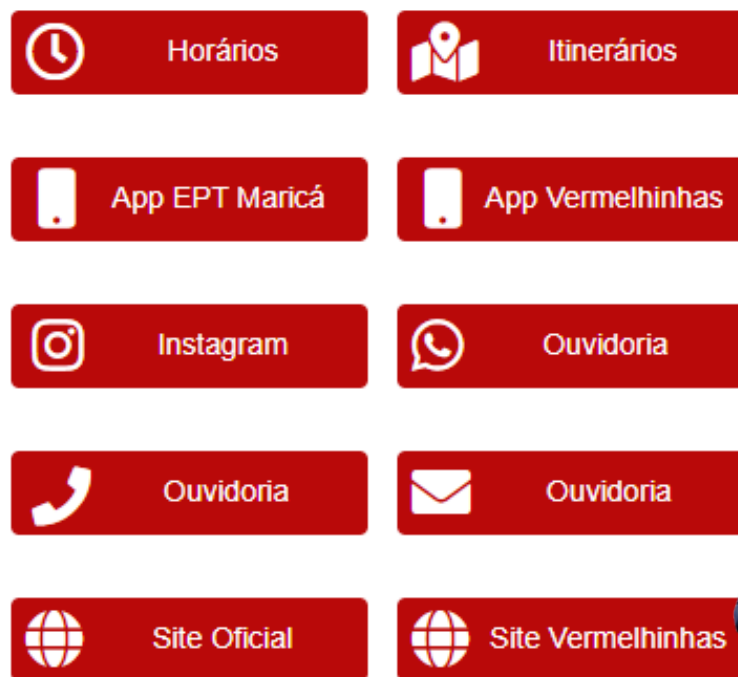 Horários
Itinerários
App EPT Maricá
App Vermelhinhas
Instagram
Ouvidoria
Ouvidoria
Ouvidoria
Site Oficial
Site Vermelhinhas